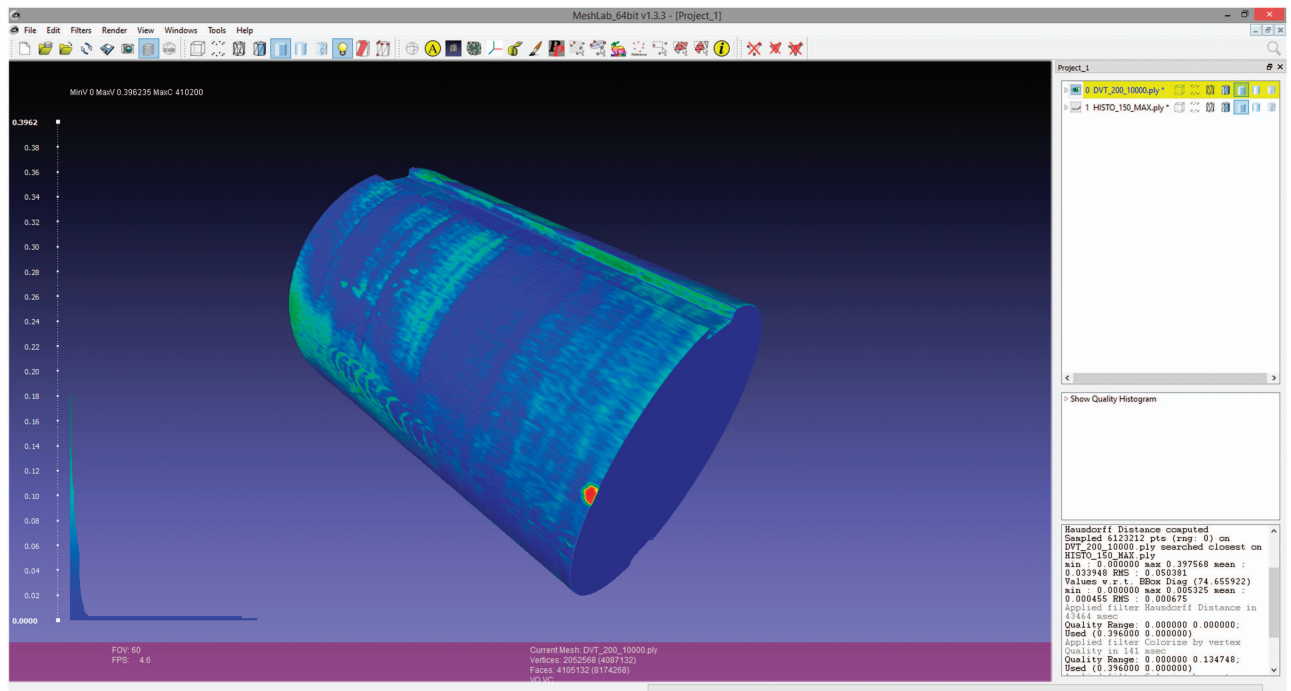 MeshLab_64bit v1.3.3 - [Project_1]
File Edit Filters Render View Windows Tools Help
MinV 0 MaxV 0.396235 MaxC 410200
0.3962
0.38
0.36
0.34
0.32
0.30
0.28
0.26
0.24
0.22
0.20
0.18
0.16
0.14
0.12
0.10
0.08
0.06
0.04
0.02
0.0000
FOV: 60
FPS: 4.6
Current Mesh: DVT_200_10000.ply
Vertices: 2052568 (4087132)
Faces: 4105132 (8174268)
VQ VC
Project_1
0 DVT_200_10000.ply *
1 HISTO_150_MAX.ply *
Show Quality Histogram
Hausdorff Distance computed
Sampled 6123212 pts (rng: 0) on
DVT_200_10000.ply searched closest on
HISTO_150_MAX.ply
min : 0.000000 max 0.397568 mean :
0.033948 RMS : 0.050381
Values w.r.t. BBox Diag (74.655922)
min : 0.000000 max 0.005325 mean :
0.000455 RMS : 0.000675
Applied filter Hausdorff Distance in
43464 msec
Quality Range: 0.000000 0.000000;
Used (0.396000 0.000000)
Applied filter Colorize by vertex
Quality in 141 msec
Quality Range: 0.000000 0.134748;
Used (0.396000 0.000000)